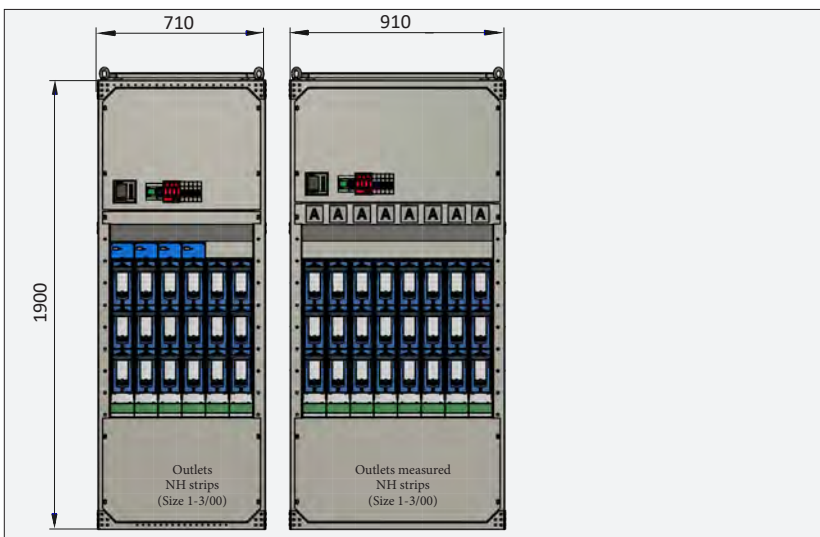 710
910
1900
A A A A A A A A
Outlets
NH strips
(Size 1-3/00)
Outlets measured
NH strips
(Size 1-3/00)